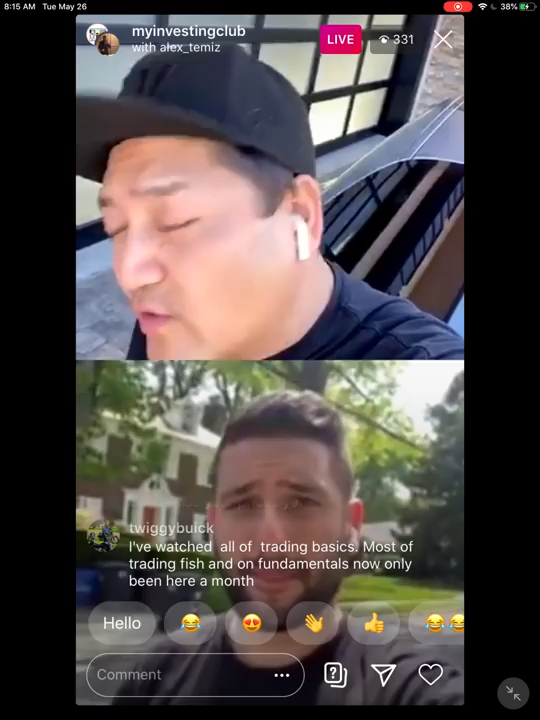 8:15 AM Tue May 26
38%
myinvestingclub
with alex_temiz
LIVE
331
twiggybuick
I've watched all of trading basics. Most of
trading fish and on fundamentals now only
been here a month
Hello
Comment